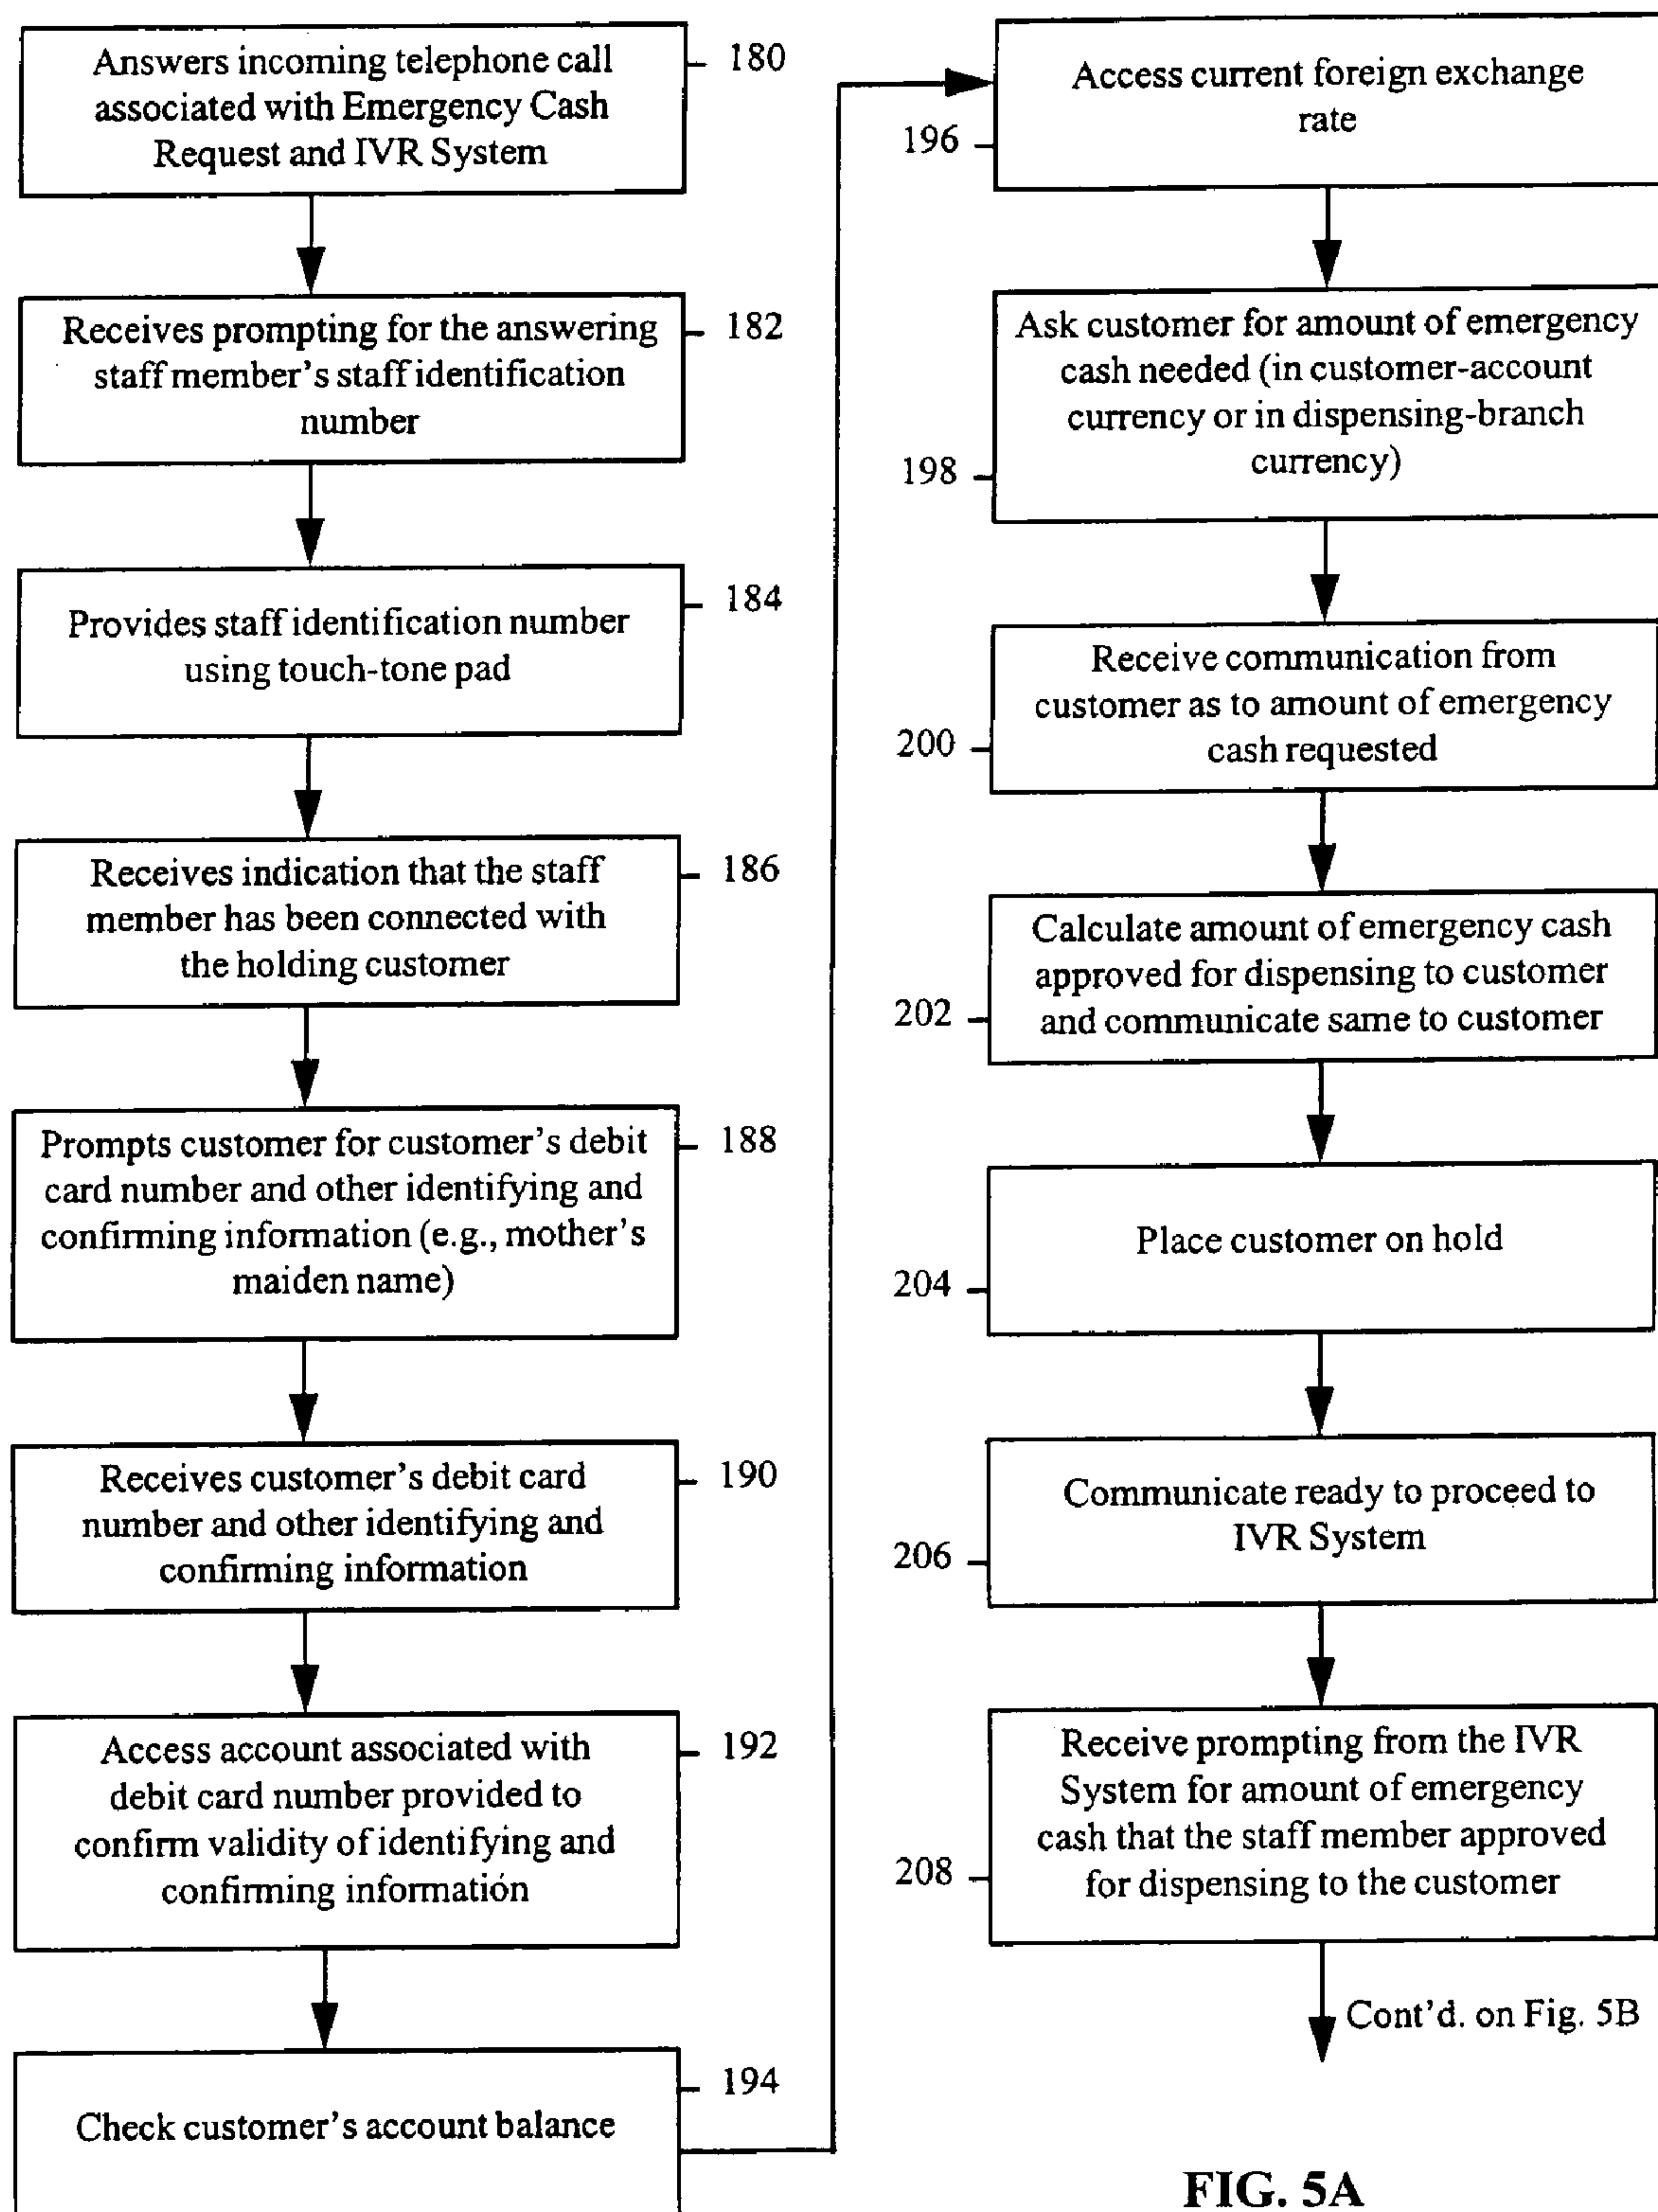 Answers incoming telephone call
associated with Emergency Cash
Request and IVR System
180
Receives prompting for the answering
staff member's staff identification
number
182
Provides staff identification number
using touch-tone pad
184
Receives indication that the staff
member has been connected with
the holding customer
186
Prompts customer for customer's debit
card number and other identifying and
confirming information (e.g., mother's
maiden name)
188
Receives customer's debit card
number and other identifying and
confirming information
190
Access account associated with
debit card number provided to
confirm validity of identifying and
confirming information
192
Check customer's account balance
194
Access current foreign exchange
rate
196
Ask customer for amount of emergency
cash needed (in customer-account
currency or in dispensing-branch
currency)
198
Receive communication from
customer as to amount of emergency
cash requested
200
Calculate amount of emergency cash
approved for dispensing to customer
and communicate same to customer
202
Place customer on hold
204
Communicate ready to proceed to
IVR System
206
Receive prompting from the IVR
System for amount of emergency
cash that the staff member approved
for dispensing to the customer
208
Cont'd. on Fig. 5B
FIG. 5A